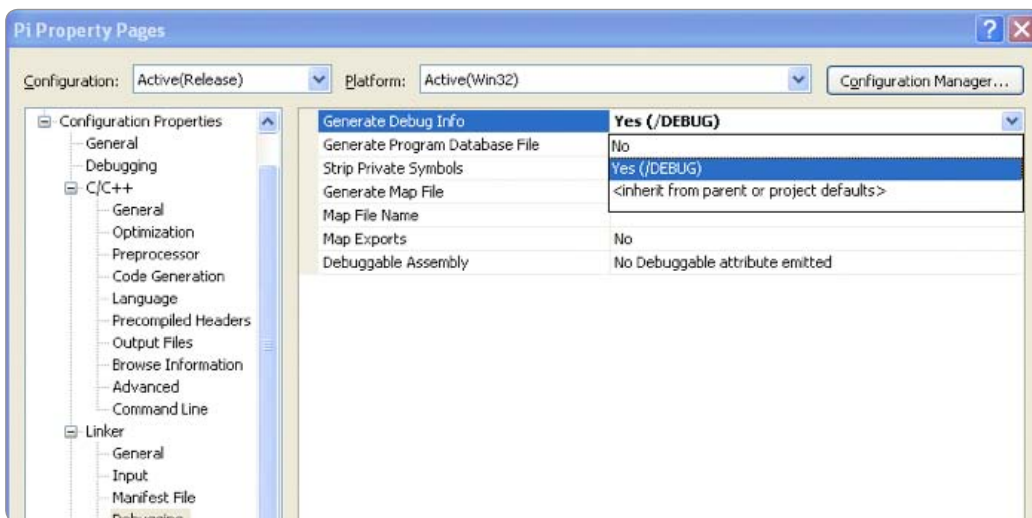 Pi Property Pages
Configuration: Active(Release) Platform: Active(Win32) Configuration Manager...
Configuration Properties
General
Debugging
C/C++
General
Optimization
Preprocessor
Code Generation
Language
Precompiled Headers
Output Files
Browse Information
Advanced
Command Line
Linker
General
Input
Manifest File
Debugging
Generate Debug Info Yes (/DEBUG)
Generate Program Database File No
Strip Private Symbols Yes (/DEBUG)
Generate Map File <inherit from parent or project defaults>
Map File Name
Map Exports No
Debuggable Assembly No Debuggable attribute emitted